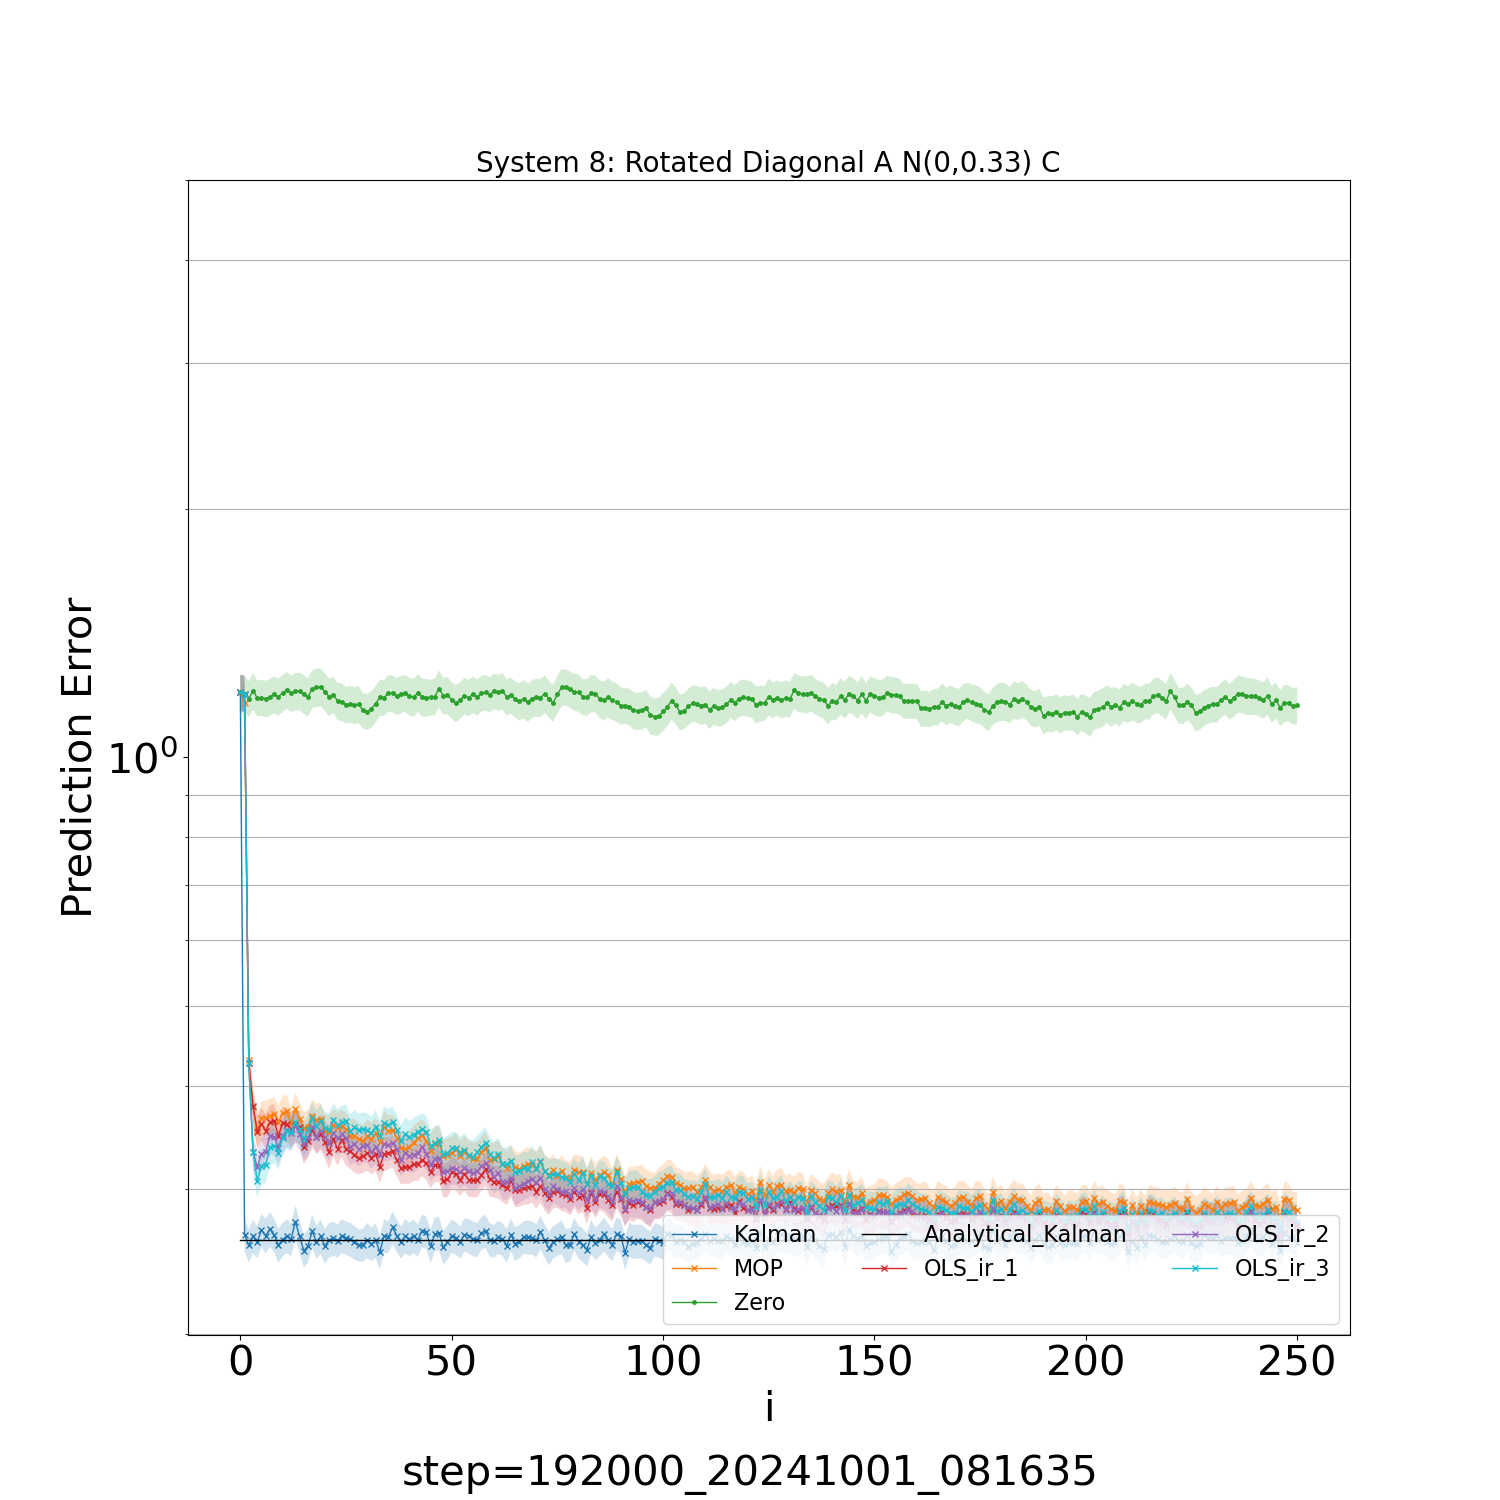 System 8: Rotated Diagonal A N(0,0.33) C
Prediction Error
10⁰
Kalman
MOP
Zero
Analytical_Kalman
OLS_ir_1
OLS_ir_2
OLS_ir_3
0 50 100 150 200 250
i
step=192000_20241001_081635